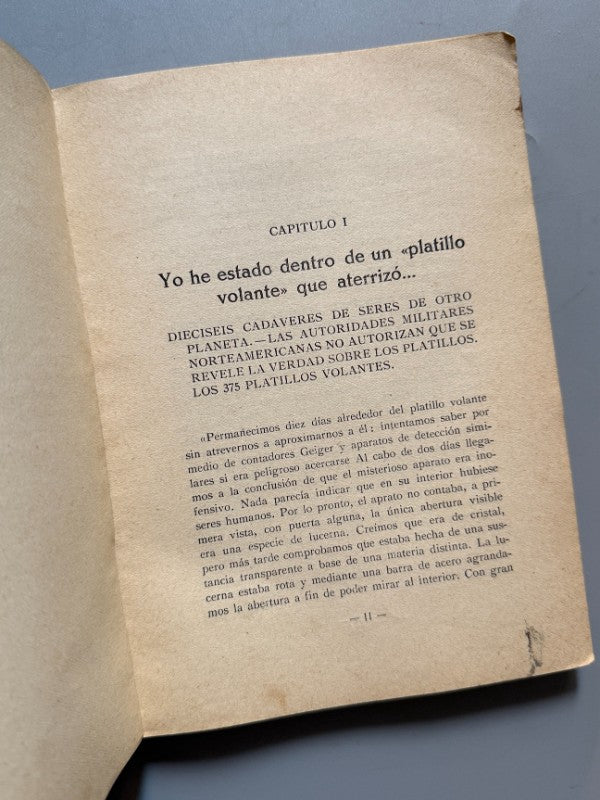 CAPITULO I
Yo he estado dentro de un «platillo
volante» que aterrizó...
DIECISEIS CADAVERES DE SERES DE OTRO
PLANETA.—LAS AUTORIDADES MILITARES
NORTEAMERICANAS NO AUTORIZAN QUE SE
REVELE LA VERDAD SOBRE LOS PLATILLOS.
LOS 375 PLATILLOS VOLANTES.
«Permañecimos diez días alrededor del platillo volante
sin atrevernos a aproximarnos a él; intentamos saber por
medio de contadores Geiger y aparatos de detección simi-
lares si era peligroso acercarse Al cabo de dos días llega-
mos a la conclusión de que el misterioso aparato era ino-
fensivo. Nada parecía indicar que en su interior hubiese
seres humanos. Por lo pronto, el aprato no contaba, a pri-
mera vista, con puerta alguna, la única abertura visible
era una especie de lucerna. Creímos que era de cristal,
pero más tarde comprobamos que estaba hecha de una sus-
tancia transparente a base de una materia distinta. La lu-
cerna estaba rota y mediante una barra de acero agranda-
mos la abertura a fin de poder mirar al interior. Con gran
— 11 —